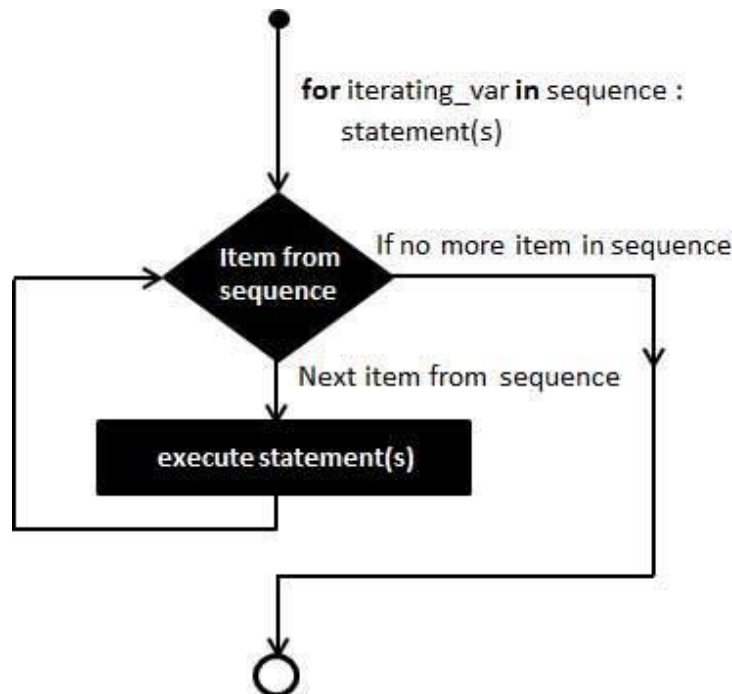 for iterating_var in sequence :
statement(s)
If no more item in sequence
Item from
sequence
Next item from sequence
execute statement(s)